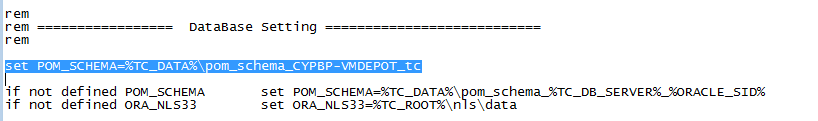 rem
rem ================= DataBase Setting ===========================
rem
set POM_SCHEMA=%TC_DATA%\pom_schema_CYPBP-VMDEPOT_tc
if not defined POM_SCHEMA set POM_SCHEMA=%TC_DATA%\pom_schema_%TC_DB_SERVER%_%ORACLE_SID%
if not defined ORA_NLS33 set ORA_NLS33=%TC_ROOT%\nls\data